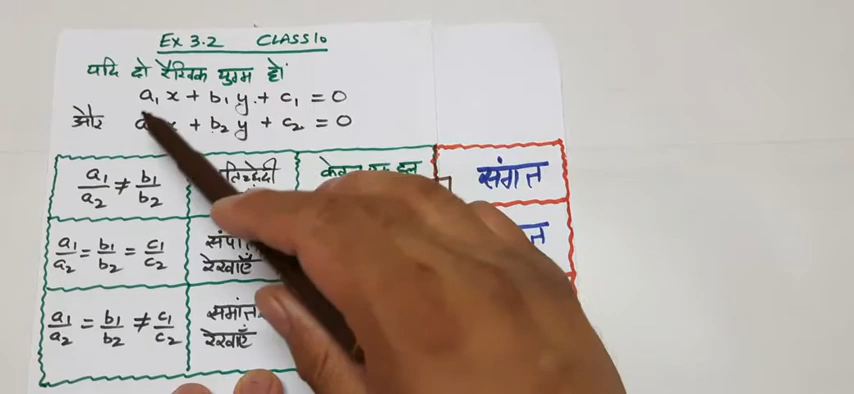 Ex 3.2 CLASS 10
यदि दो रैखिक युग्म हों
a₁x + b₁y + c₁ = 0
और a₂x + b₂y + c₂ = 0
a₁/a₂ ≠ b₁/b₂
संगत
a₁/a₂ = b₁/b₂ = c₁/c₂
रेखाएँ
a₁/a₂ = b₁/b₂ ≠ c₁/c₂
रेखाएँ